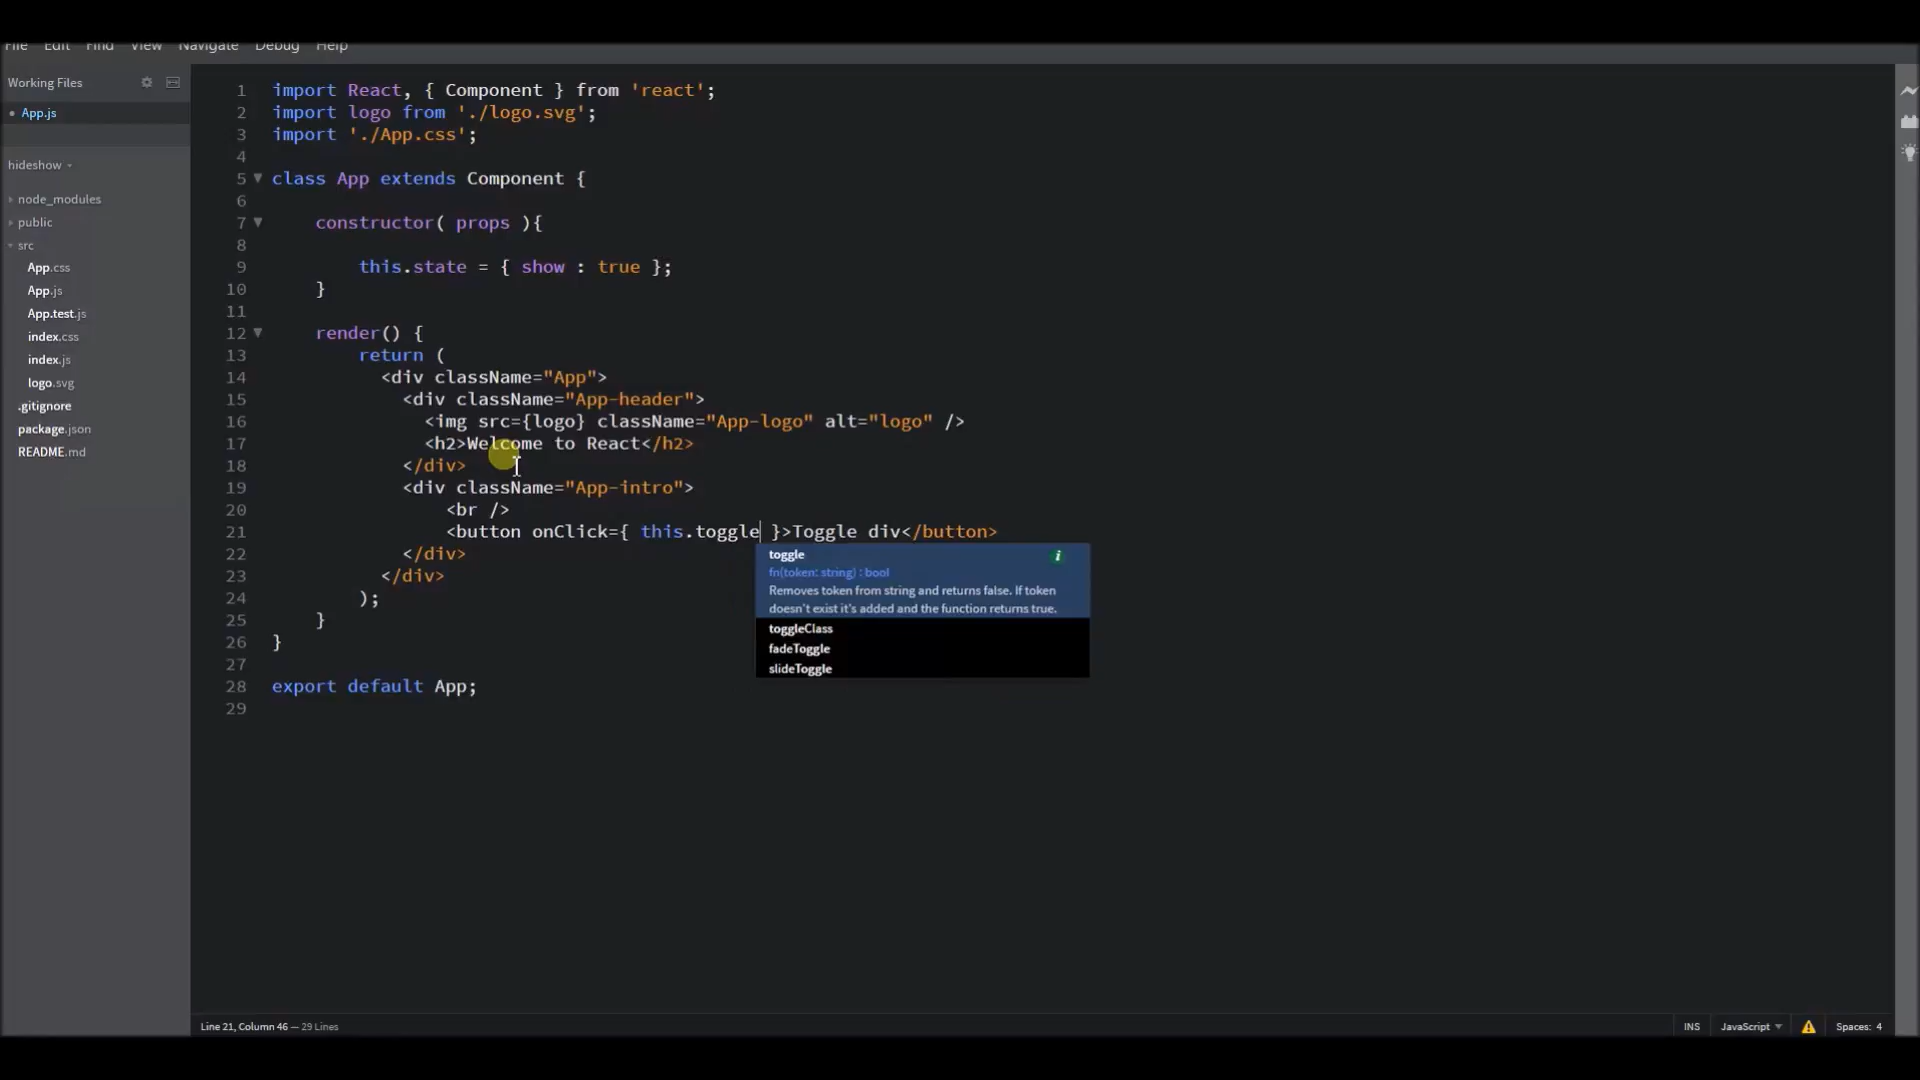 File Edit Find View Navigate Debug Help
Working Files
App.js
hideshow
node_modules
public
src
App.css
App.js
App.test.js
index.css
index.js
logo.svg
.gitignore
package.json
README.md
1 import React, { Component } from 'react';
2 import logo from './logo.svg';
3 import './App.css';
4
5 class App extends Component {
6
7 constructor( props ){
8
9 this.state = { show : true };
10 }
11
12 render() {
13 return (
14 <div className="App">
15 <div className="App-header">
16 <img src={logo} className="App-logo" alt="logo" />
17 <h2>Welcome to React</h2>
18 </div>
19 <div className="App-intro">
20 <br />
21 <button onClick={ this.toggle }>Toggle div</button>
22 </div>
23 </div>
24 );
25 }
26 }
27
28 export default App;
29
toggle
fn(token: string) : bool
Removes token from string and returns false. If token
doesn't exist it's added and the function returns true.
toggleClass
fadeToggle
slideToggle
Line 21, Column 46 — 29 Lines
INS JavaScript Spaces: 4